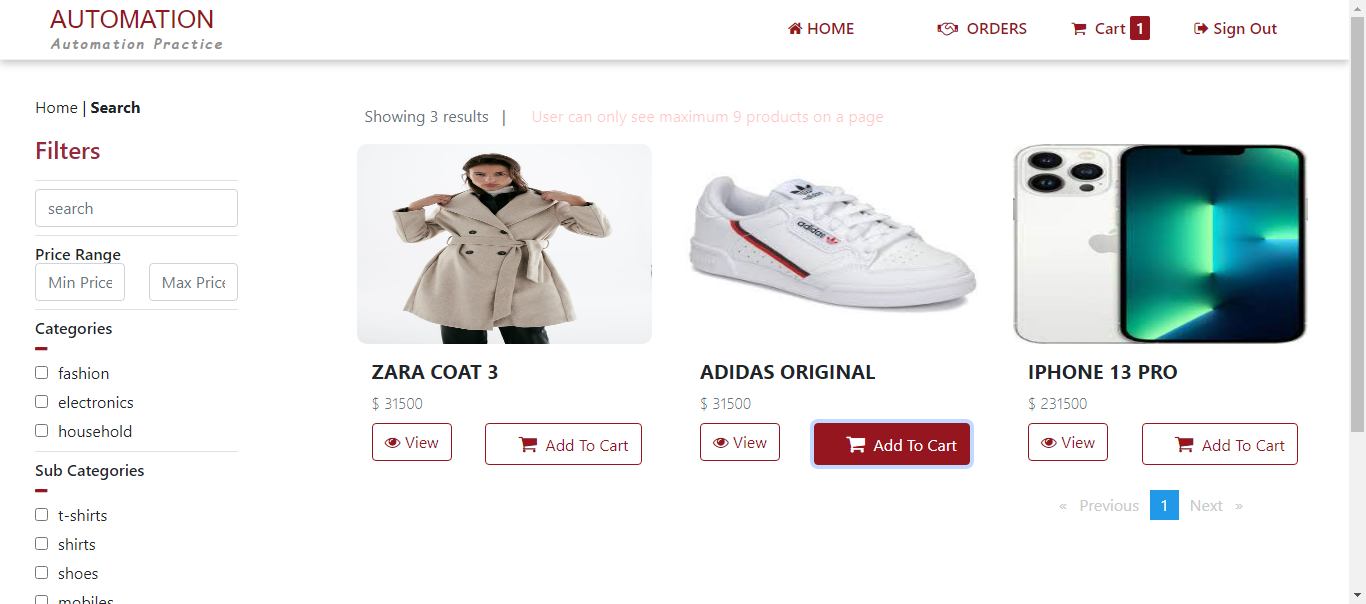 AUTOMATION
Automation Practice
HOME
ORDERS
Cart 1
Sign Out
Home | Search
Filters
search
Price Range
Min Price
Max Price
Categories
fashion
electronics
household
Sub Categories
t-shirts
shirts
shoes
mobiles
Showing 3 results |
User can only see maximum 9 products on a page
ZARA COAT 3
$ 31500
View
Add To Cart
adidas
adidas
ADIDAS ORIGINAL
$ 31500
View
Add To Cart
IPHONE 13 PRO
$ 231500
View
Add To Cart
« Previous 1 Next »